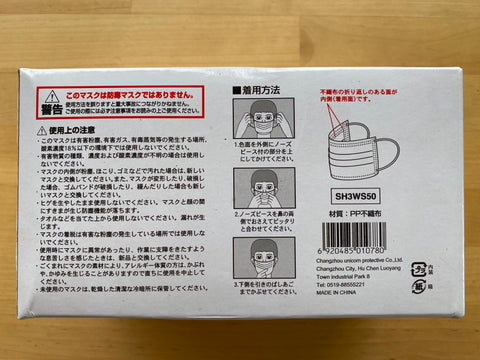 警告
このマスクは防塵マスクではありません。
使用方法を誤りますと重大事故につながりかねません。
ご使用の際に必ず注意事項をお読みの上ご使用ください。
使用上の注意
・このマスクは有害粉塵、有害ガス、有毒蒸気等の発生する場所、
酸素濃度18%以下の環境下では使用しないでください。
・有害物質の種類、濃度および酸素濃度が不明の場合は使用し
ないでください。
・マスクの内側が粉塵、ほこり、ゴミなどで汚れた場合は、新しい
マスクと交換してください。また、マスクが変形したり、破損し
た場合、ゴムバンドが破損したり、緩んだりした場合も新し
いマスクと交換してください。
・ヒゲを生やしたまま使用しないでください。マスクと顔の間
にすきまが生じ防塵機能が落ちます。
・タオルなどを当てた上から使用しないでください。漏れが生
じます。
・マスクの着脱は有害な粉塵の発生している場所では使用しない
でください。
・使用時にマスクに異常があったり、作業に支障をきたすよう
な息苦しさを感じたときは、新品と交換してください。
・ごくまれにマスクの素材により、アレルギー体質の方は、かぶ
れや、かゆみを生じることがありますので直ちに使用を中止とし
てください。
・未使用のマスクは、乾燥した清潔な冷暗所に保管してください。
■着用方法
1.色面を外側にノーズ
ピース付の部分を上
にしてかけてください。
2.ノーズピースを鼻の両
側でおさえてピッタリ
と合わせてください。
3.下側を引きのばしあご
までかぶせてください。
不織布の折り返しのある面が
内側(着用面)です。
SH3WS50
材質:PP不織布
6 920485 010780
Changzhou unicorn protective Co.,Ltd.
Changzhou City, Hu Chen Luoyang
Town industrial Park 8
Tel: 0519-88555221
MADE IN CHINA
プラ
内袋
紙
外箱